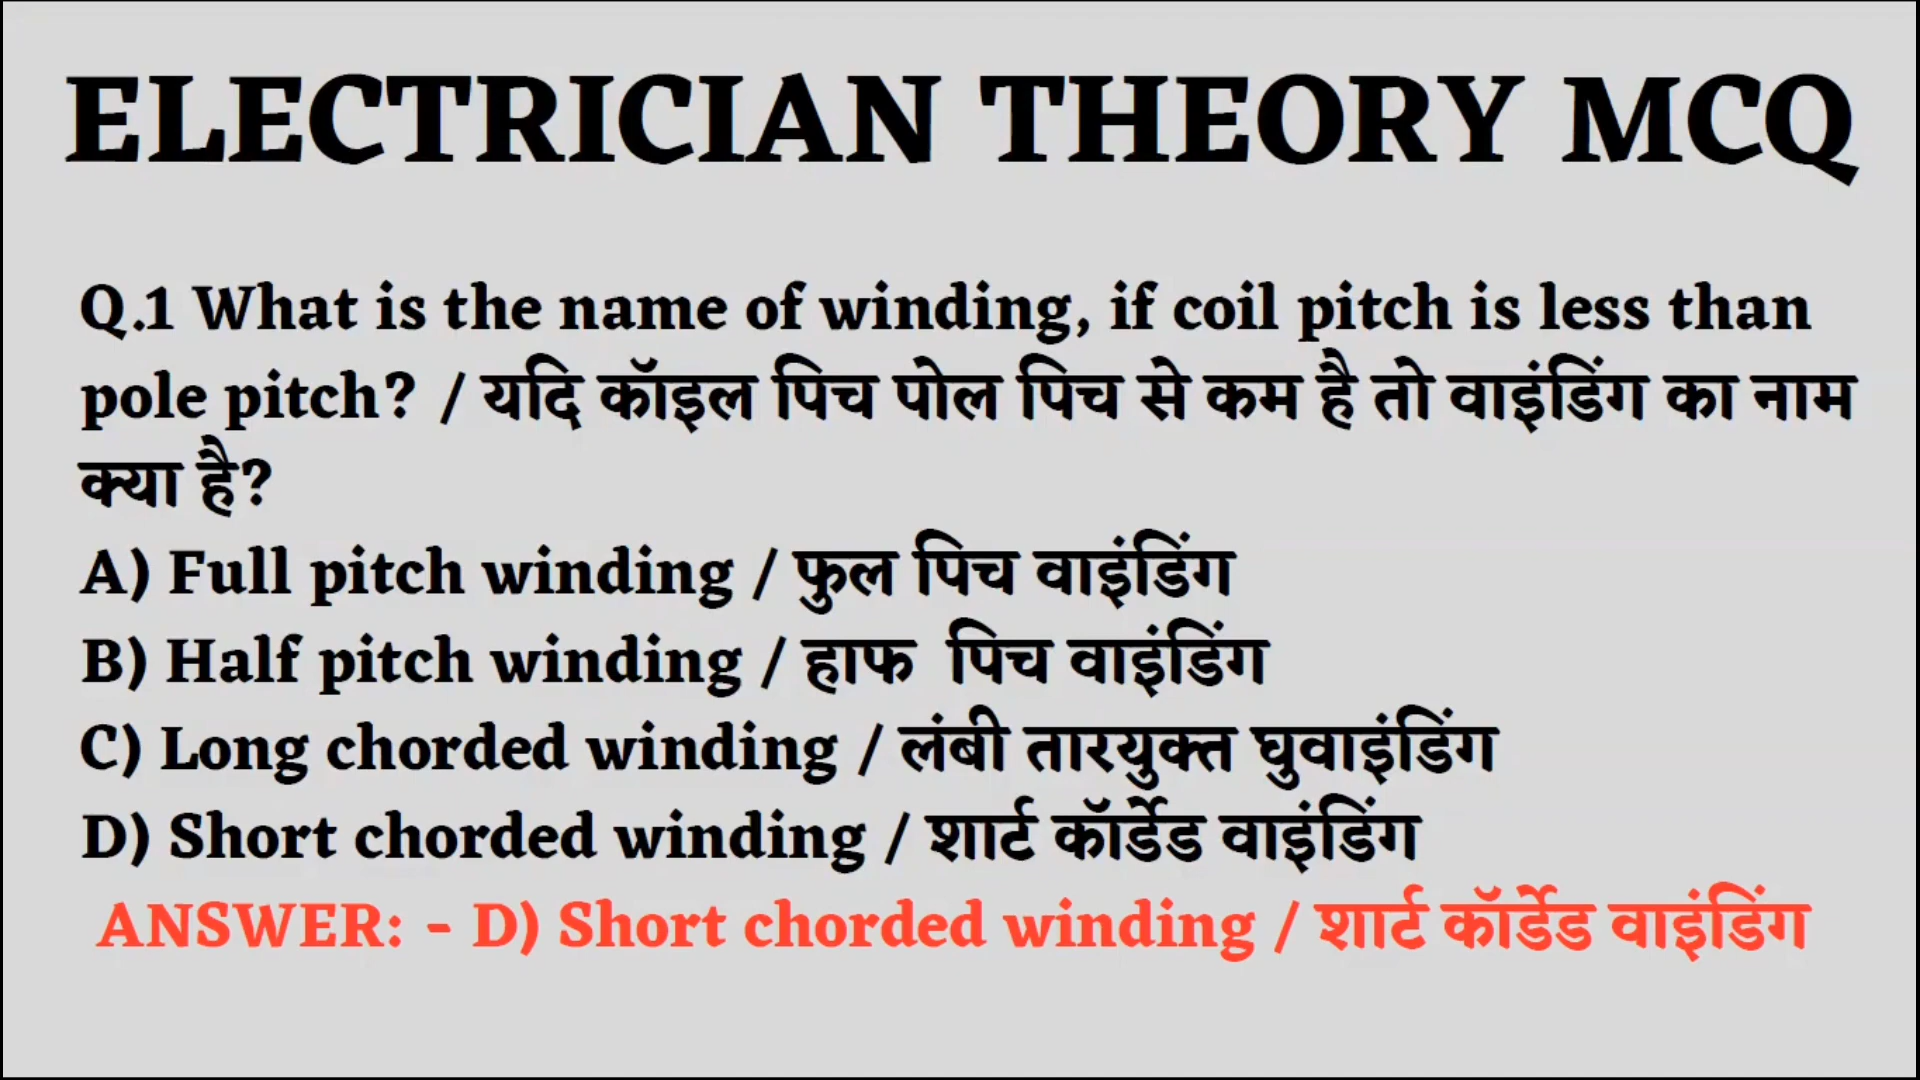 ELECTRICIAN THEORY MCQ
Q.1 What is the name of winding, if coil pitch is less than
pole pitch? / यदि कॉइल पिच पोल पिच से कम है तो वाइंडिंग का नाम
क्या है?
A) Full pitch winding / फुल पिच वाइंडिंग
B) Half pitch winding / हाफ पिच वाइंडिंग
C) Long chorded winding / लंबी तारयुक्त घुवाइंडिंग
D) Short chorded winding / शार्ट कॉर्डेड वाइंडिंग
ANSWER: - D) Short chorded winding / शार्ट कॉर्डेड वाइंडिंग